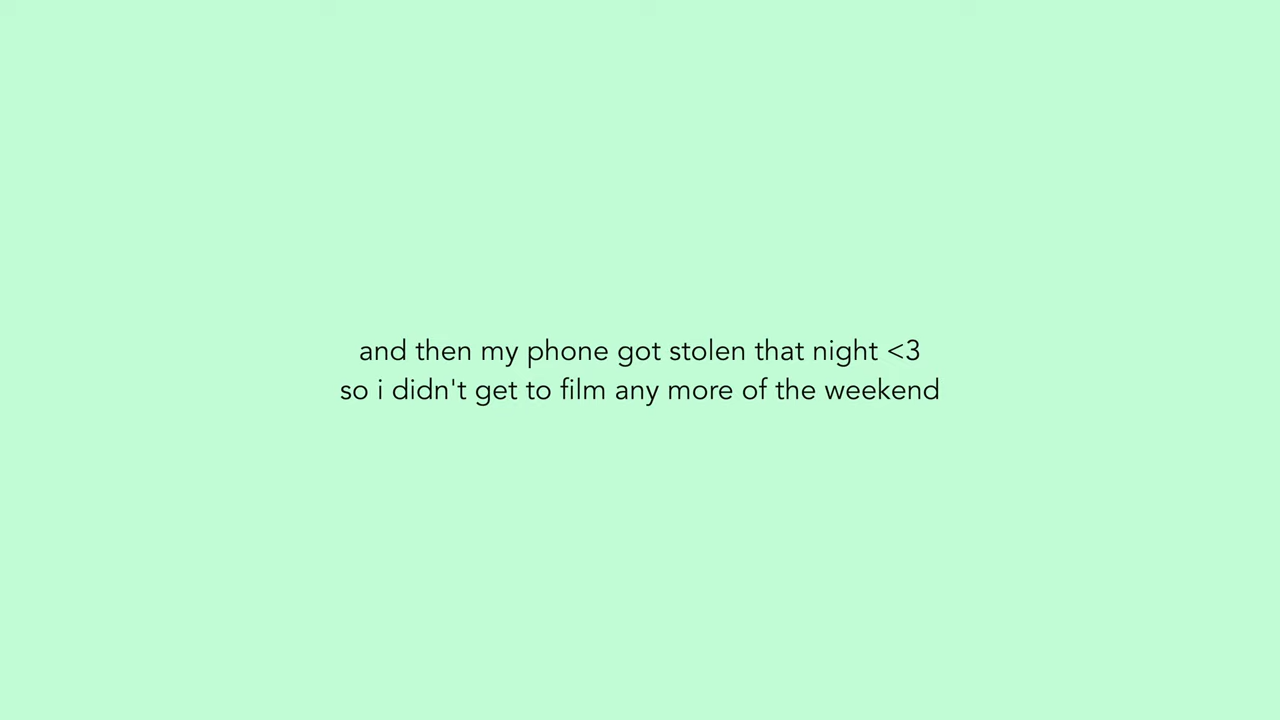 and then my phone got stolen that night <3
so i didn't get to film any more of the weekend